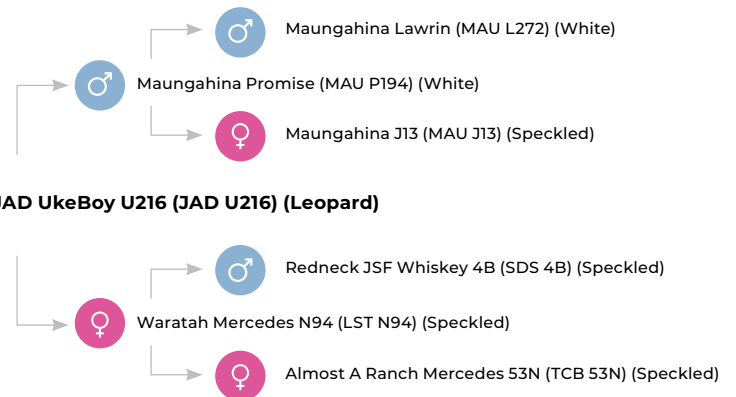 Maungahina Lawrin (MAU L272) (White)
Maungahina Promise (MAU P194) (White)
Maungahina J13 (MAU J13) (Speckled)
JAD UkeBoy U216 (JAD U216) (Leopard)
Redneck JSF Whiskey 4B (SDS 4B) (Speckled)
Waratah Mercedes N94 (LST N94) (Speckled)
Almost A Ranch Mercedes 53N (TCB 53N) (Speckled)